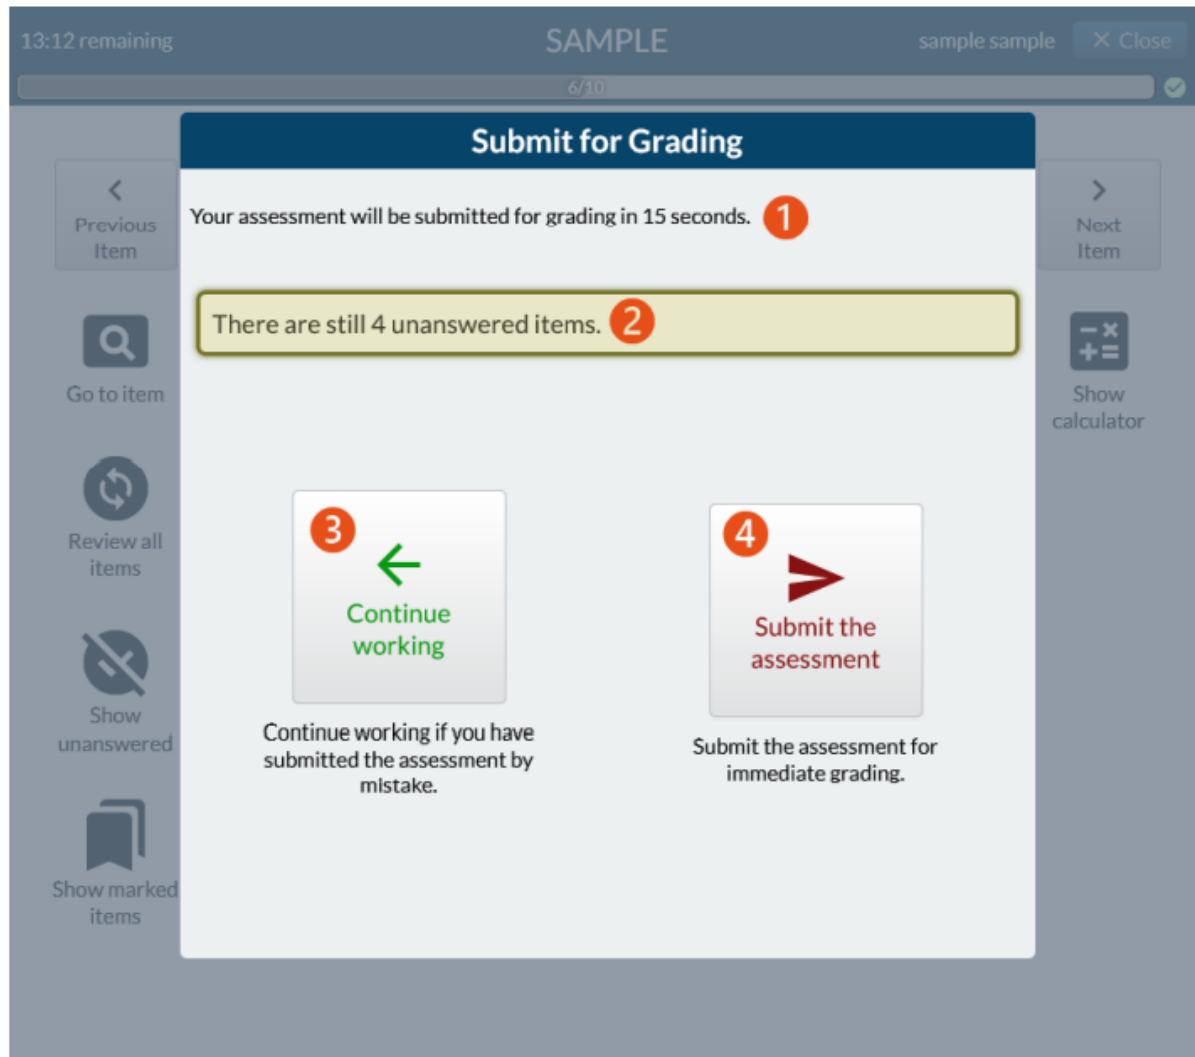 13:12 remaining
SAMPLE
sample sample
× Close
6/10
Submit for Grading
Your assessment will be submitted for grading in 15 seconds. 1
There are still 4 unanswered items. 2
Previous
Item
Next
Item
Go to item
Show
calculator
Review all
items
Show
unanswered
Show marked
items
3
Continue
working
Continue working if you have
submitted the assessment by
mistake.
4
Submit the
assessment
Submit the assessment for
immediate grading.